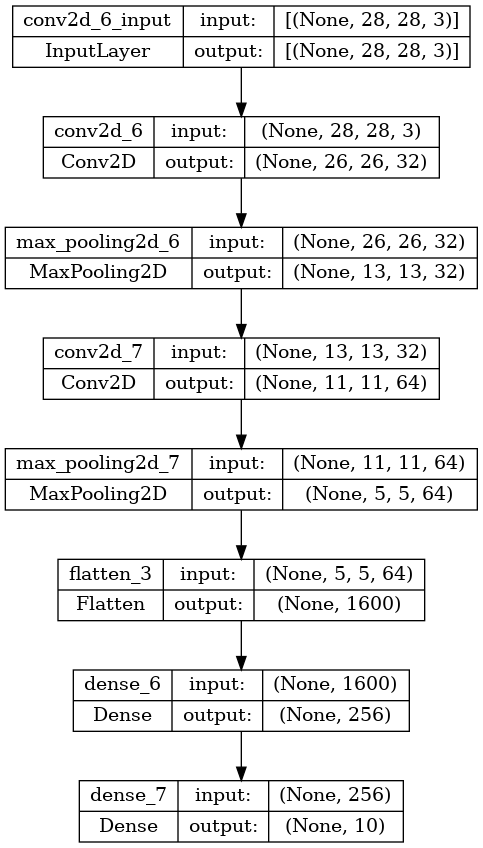 conv2d_6_input input: [(None, 28, 28, 3)]
InputLayer output: [(None, 28, 28, 3)]
conv2d_6 input: (None, 28, 28, 3)
Conv2D output: (None, 26, 26, 32)
max_pooling2d_6 input: (None, 26, 26, 32)
MaxPooling2D output: (None, 13, 13, 32)
conv2d_7 input: (None, 13, 13, 32)
Conv2D output: (None, 11, 11, 64)
max_pooling2d_7 input: (None, 11, 11, 64)
MaxPooling2D output: (None, 5, 5, 64)
flatten_3 input: (None, 5, 5, 64)
Flatten output: (None, 1600)
dense_6 input: (None, 1600)
Dense output: (None, 256)
dense_7 input: (None, 256)
Dense output: (None, 10)